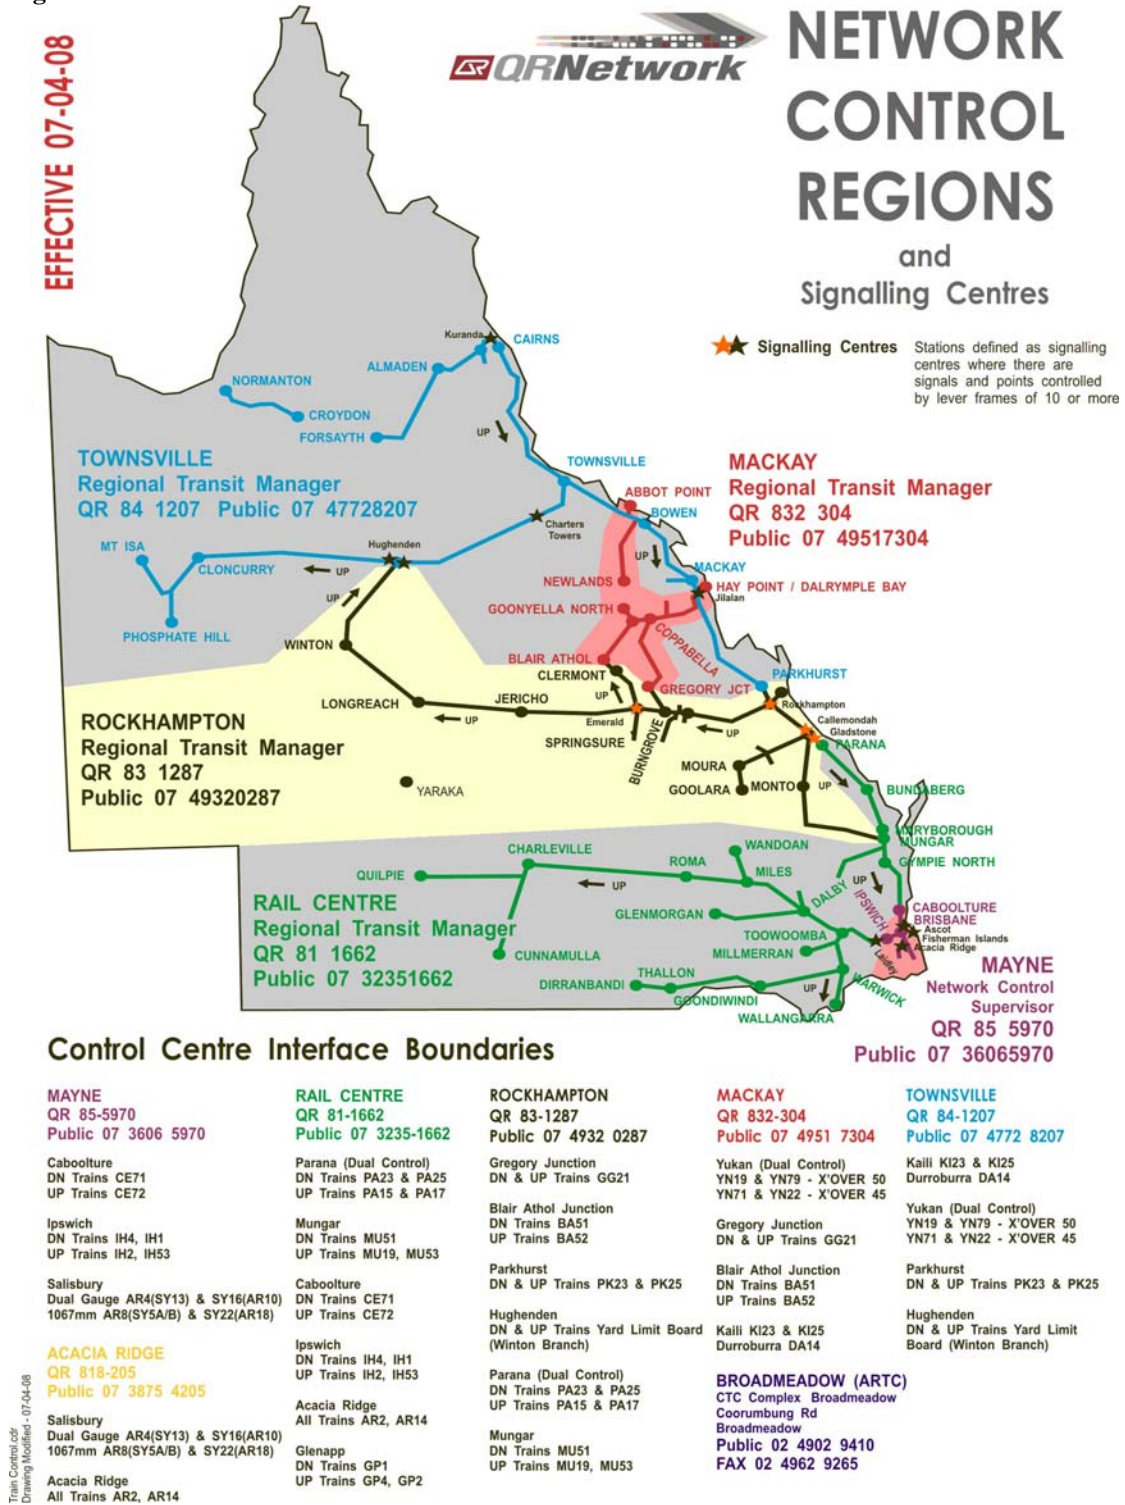 EFFECTIVE 07-04-08
QRNetwork
NETWORK
CONTROL
REGIONS
and
Signalling Centres
Signalling Centres
Stations defined as signalling
centres where there are
signals and points controlled
by lever frames of 10 or more
Kuranda
CAIRNS
ALMADEN
NORMANTON
CROYDON
FORSAYTH
UP
TOWNSVILLE
Regional Transit Manager
QR 84 1207 Public 07 47728207
TOWNSVILLE
MACKAY
Regional Transit Manager
QR 832 304
Public 07 49517304
ABBOT POINT
BOWEN
Charters
Towers
Hughenden
MT ISA
CLONCURRY
UP
UP
UP
PHOSPHATE HILL
NEWLANDS
MACKAY
HAY POINT / DALRYMPLE BAY
Jilalan
GOONYELLA NORTH
COPPABELLA
WINTON
BLAIR ATHOL
CLERMONT
GREGORY JCT
PARKHURST
UP
LONGREACH
JERICHO
Rockhampton
UP
Emerald
UP
Callemondah
Gladstone
PARANA
SPRINGSURE
BURNGROVE
ROCKHAMPTON
Regional Transit Manager
QR 83 1287
Public 07 49320287
YARAKA
MOURA
GOOLARA
MONTO
UP
BUNDABERG
MARYBOROUGH
MUNGAR
GYMPIE NORTH
CHARLEVILLE
WANDOAN
QUILPIE
UP
ROMA
MILES
DALBY
UP
IPSWICH
CABOOLTURE
BRISBANE
Ascot
Fisherman Islands
Acacia Ridge
Laidley
RAIL CENTRE
Regional Transit Manager
QR 81 1662
Public 07 32351662
GLENMORGAN
TOOWOOMBA
MILLMERRAN
CUNNAMULLA
THALLON
DIRRANBANDI
GOONDIWINDI
UP
WARWICK
WALLANGARRA
MAYNE
Network Control
Supervisor
QR 85 5970
Public 07 36065970
Control Centre Interface Boundaries
MAYNE
QR 85-5970
Public 07 3606 5970
Caboolture
DN Trains CE71
UP Trains CE72
Ipswich
DN Trains IH4, IH1
UP Trains IH2, IH53
Salisbury
Dual Gauge AR4(SY13) & SY16(AR10)
1067mm AR8(SY5A/B) & SY22(AR18)
ACACIA RIDGE
QR 818-205
Public 07 3875 4205
Salisbury
Dual Gauge AR4(SY13) & SY16(AR10)
1067mm AR8(SY5A/B) & SY22(AR18)
Acacia Ridge
All Trains AR2, AR14
RAIL CENTRE
QR 81-1662
Public 07 3235-1662
Parana (Dual Control)
DN Trains PA23 & PA25
UP Trains PA15 & PA17
Mungar
DN Trains MU51
UP Trains MU19, MU53
Caboolture
DN Trains CE71
UP Trains CE72
Ipswich
DN Trains IH4, IH1
UP Trains IH2, IH53
Acacia Ridge
All Trains AR2, AR14
Glenapp
DN Trains GP1
UP Trains GP4, GP2
ROCKHAMPTON
QR 83-1287
Public 07 4932 0287
Gregory Junction
DN & UP Trains GG21
Blair Athol Junction
DN Trains BA51
UP Trains BA52
Parkhurst
DN & UP Trains PK23 & PK25
Hughenden
DN & UP Trains Yard Limit Board
(Winton Branch)
Parana (Dual Control)
DN Trains PA23 & PA25
UP Trains PA15 & PA17
Mungar
DN Trains MU51
UP Trains MU19, MU53
MACKAY
QR 832-304
Public 07 4951 7304
Yukan (Dual Control)
YN19 & YN79 - X'OVER 50
YN71 & YN22 - X'OVER 45
Gregory Junction
DN & UP Trains GG21
Blair Athol Junction
DN Trains BA51
UP Trains BA52
Kaili KI23 & KI25
Durroburra DA14
BROADMEADOW (ARTC)
CTC Complex Broadmeadow
Coorumbung Rd
Broadmeadow
Public 02 4902 9410
FAX 02 4962 9265
TOWNSVILLE
QR 84-1207
Public 07 4772 8207
Kaili KI23 & KI25
Durroburra DA14
Yukan (Dual Control)
YN19 & YN79 - X'OVER 50
YN71 & YN22 - X'OVER 45
Parkhurst
DN & UP Trains PK23 & PK25
Hughenden
DN & UP Trains Yard Limit
Board (Winton Branch)
Train Control.cdr
Drawing Modified - 07-04-08